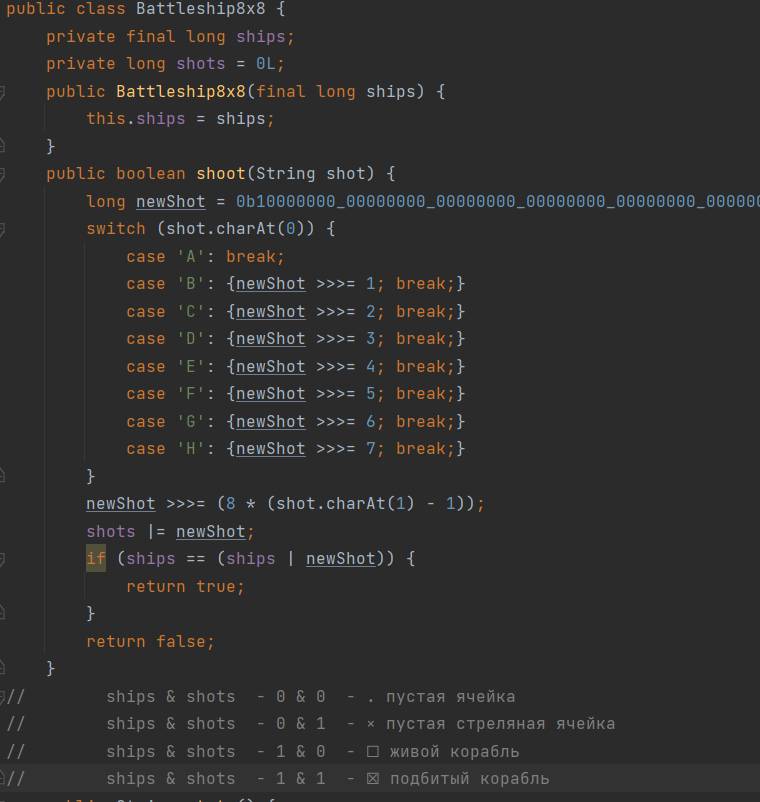 public class Battleship8x8 {
    private final long ships;
    private long shots = 0L;
    public Battleship8x8(final long ships) {
        this.ships = ships;
    }
    public boolean shoot(String shot) {
        long newShot = 0b10000000_00000000_00000000_00000000_00000000_000000
        switch (shot.charAt(0)) {
            case 'A': break;
            case 'B': {newShot >>>= 1; break;}
            case 'C': {newShot >>>= 2; break;}
            case 'D': {newShot >>>= 3; break;}
            case 'E': {newShot >>>= 4; break;}
            case 'F': {newShot >>>= 5; break;}
            case 'G': {newShot >>>= 6; break;}
            case 'H': {newShot >>>= 7; break;}
        }
        newShot >>>= (8 * (shot.charAt(1) - 1));
        shots |= newShot;
        if (ships == (ships | newShot)) {
            return true;
        }
        return false;
    }
//        ships & shots  - 0 & 0  - . пустая ячейка
//        ships & shots  - 0 & 1  - × пустая стреляная ячейка
//        ships & shots  - 1 & 0  - ☐ живой корабль
//        ships & shots  - 1 & 1  - ☒ подбитый корабль